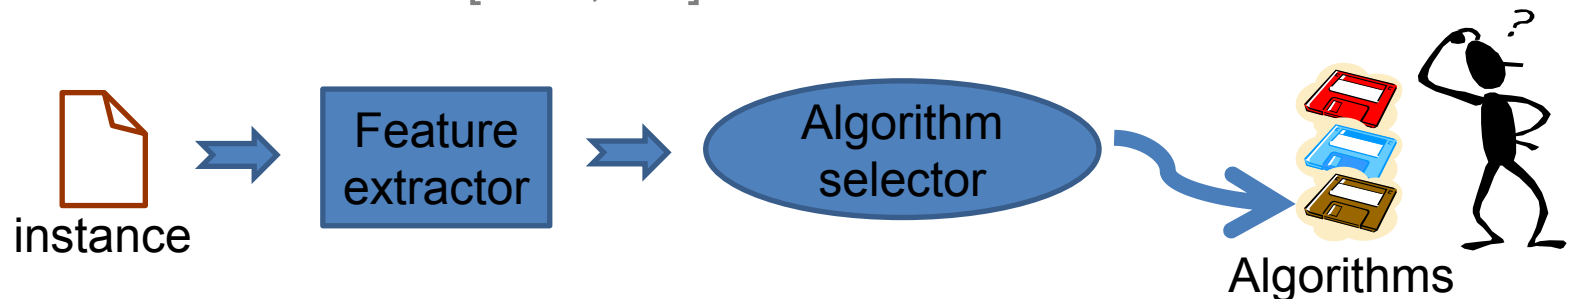 instance
Feature
extractor
Algorithm
selector
?
Algorithms